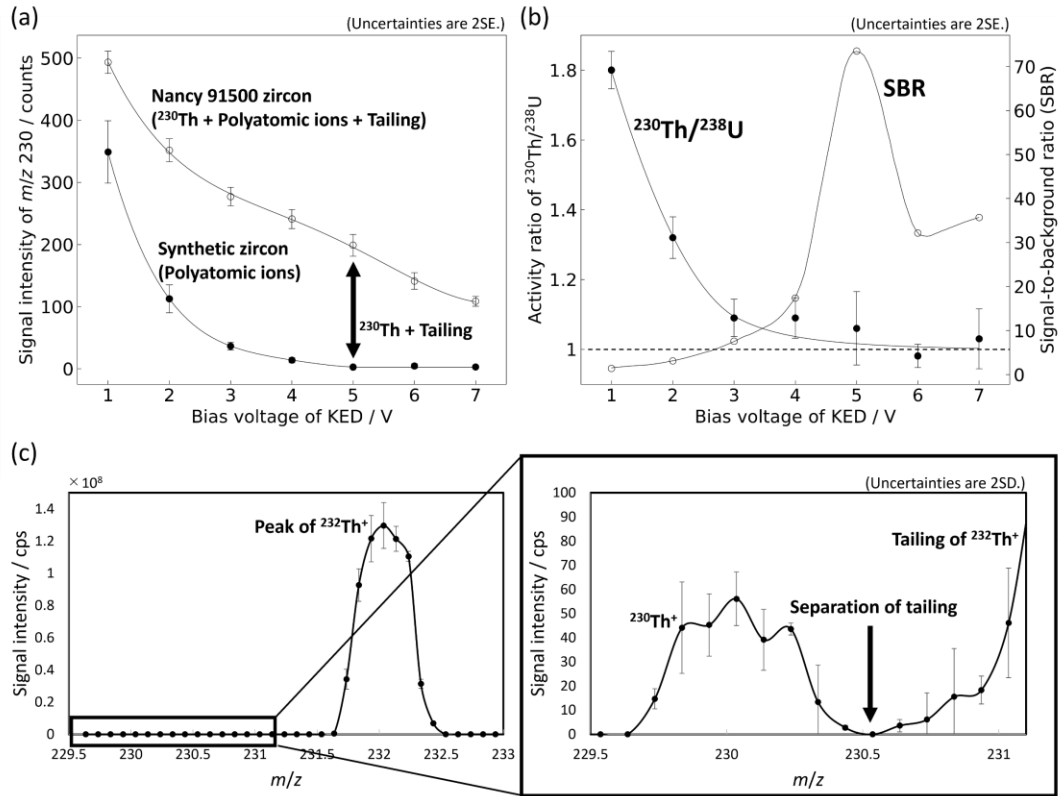 (a)
(Uncertainties are 2SE.)
Signal intensity of m/z 230 / counts
500
400
300
200
100
0
Nancy 91500 zircon
(²³⁰Th + Polyatomic ions + Tailing)
Synthetic zircon
(Polyatomic ions)
²³⁰Th + Tailing
1 2 3 4 5 6 7
Bias voltage of KED / V
(b)
(Uncertainties are 2SE.)
Activity ratio of ²³⁰Th/²³⁸U
1.8
1.6
1.4
1.2
1
²³⁰Th/²³⁸U
SBR
70
60
50
40
30
20
10
0
Signal-to-background ratio (SBR)
1 2 3 4 5 6 7
Bias voltage of KED / V
(c)
× 10⁸
Signal intensity / cps
1.4
1.2
1
0.8
0.6
0.4
0.2
0
Peak of ²³²Th⁺
229.5 230 230.5 231 231.5 232 232.5 233
m/z
(Uncertainties are 2SD.)
Signal intensity / cps
100
90
80
70
60
50
40
30
20
10
0
Tailing of ²³²Th⁺
²³⁰Th⁺
Separation of tailing
229.5 230 230.5 231
m/z